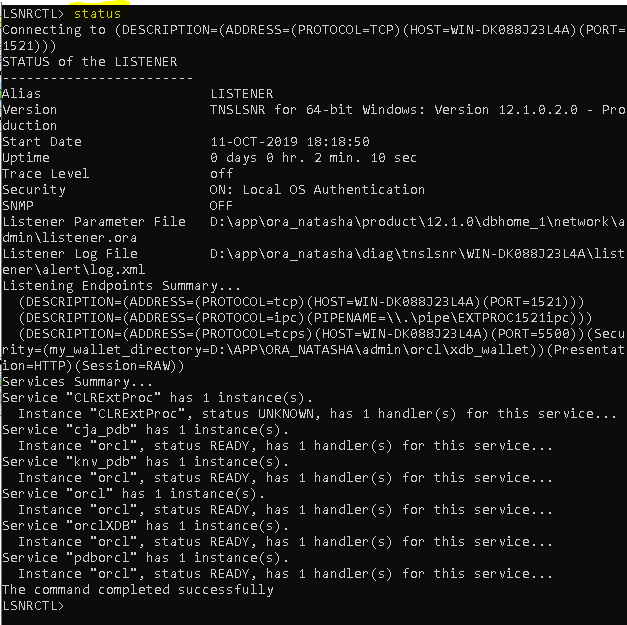 LSNRCTL> status
Connecting to (DESCRIPTION=(ADDRESS=(PROTOCOL=TCP)(HOST=WIN-DK088J23L4A)(PORT=
1521)))
STATUS of the LISTENER
------------------------
Alias                     LISTENER
Version                   TNSLSNR for 64-bit Windows: Version 12.1.0.2.0 - Pro
duction
Start Date                11-OCT-2019 18:18:50
Uptime                    0 days 0 hr. 2 min. 10 sec
Trace Level               off
Security                  ON: Local OS Authentication
SNMP                      OFF
Listener Parameter File   D:\app\ora_natasha\product\12.1.0\dbhome_1\network\a
dmin\listener.ora
Listener Log File         D:\app\ora_natasha\diag\tnslsnr\WIN-DK088J23L4A\list
ener\alert\log.xml
Listening Endpoints Summary...
  (DESCRIPTION=(ADDRESS=(PROTOCOL=tcp)(HOST=WIN-DK088J23L4A)(PORT=1521)))
  (DESCRIPTION=(ADDRESS=(PROTOCOL=ipc)(PIPENAME=\\.\pipe\EXTPROC1521ipc)))
  (DESCRIPTION=(ADDRESS=(PROTOCOL=tcps)(HOST=WIN-DK088J23L4A)(PORT=5500))(Secu
rity=(my_wallet_directory=D:\APP\ORA_NATASHA\admin\orcl\xdb_wallet))(Presentat
ion=HTTP)(Session=RAW))
Services Summary...
Service "CLRExtProc" has 1 instance(s).
  Instance "CLRExtProc", status UNKNOWN, has 1 handler(s) for this service...
Service "cja_pdb" has 1 instance(s).
  Instance "orcl", status READY, has 1 handler(s) for this service...
Service "knv_pdb" has 1 instance(s).
  Instance "orcl", status READY, has 1 handler(s) for this service...
Service "orcl" has 1 instance(s).
  Instance "orcl", status READY, has 1 handler(s) for this service...
Service "orclXDB" has 1 instance(s).
  Instance "orcl", status READY, has 1 handler(s) for this service...
Service "pdborcl" has 1 instance(s).
  Instance "orcl", status READY, has 1 handler(s) for this service...
The command completed successfully
LSNRCTL>